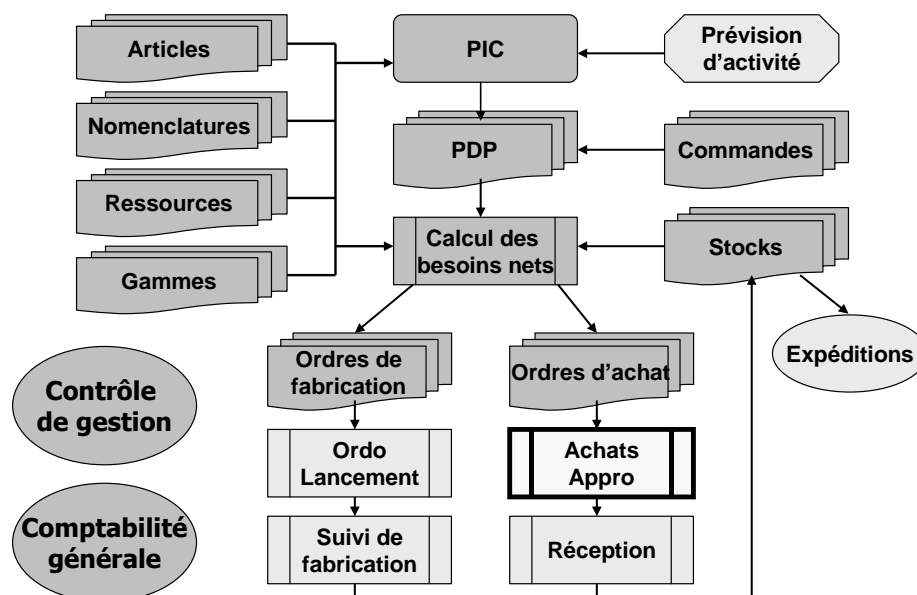 Articles
PIC
Prévision
d’activité
Nomenclatures
PDP
Commandes
Ressources
Calcul des
besoins nets
Stocks
Gammes
Ordres de
fabrication
Ordres d’achat
Expéditions
Contrôle
de gestion
Ordo
Lancement
Achats
Appro
Comptabilité
générale
Suivi de
fabrication
Réception